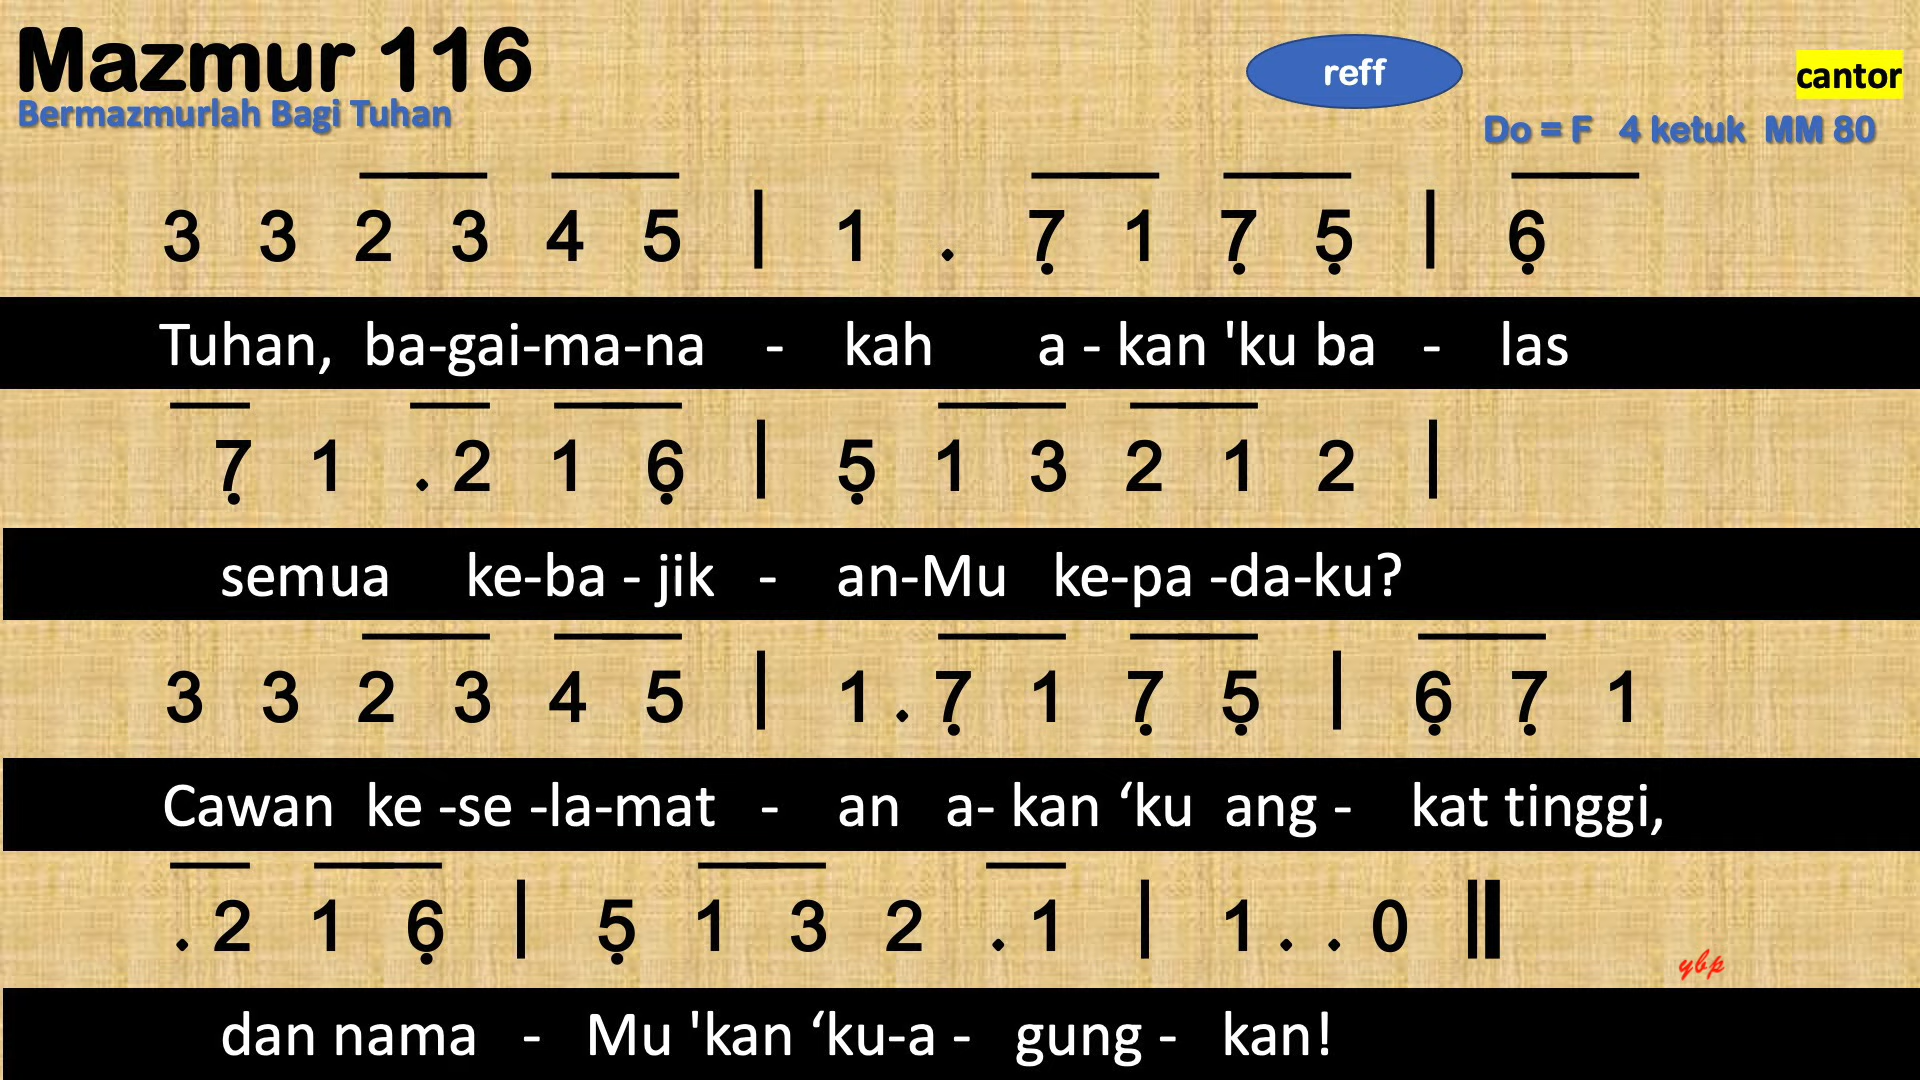 Mazmur 116
reff
cantor
Bermazmurlah Bagi Tuhan
Do = F 4 ketuk MM 80
3 3 2 3 4 5 | 1 . 7̣ 1 7̣ 5̣ | 6̣
Tuhan, ba-gai-ma-na - kah a - kan 'ku ba - las
7̣ 1 . 2 1 6̣ | 5̣ 1 3 2 1 2 |
semua ke-ba - jik - an-Mu ke-pa -da-ku?
3 3 2 3 4 5 | 1 . 7̣ 1 7̣ 5̣ | 6̣ 7̣ 1
Cawan ke -se -la-mat - an a- kan ‘ku ang - kat tinggi,
. 2 1 6̣ | 5̣ 1 3 2 . 1 | 1 . . 0 ||
dan nama - Mu 'kan ‘ku-a - gung - kan!
ybp